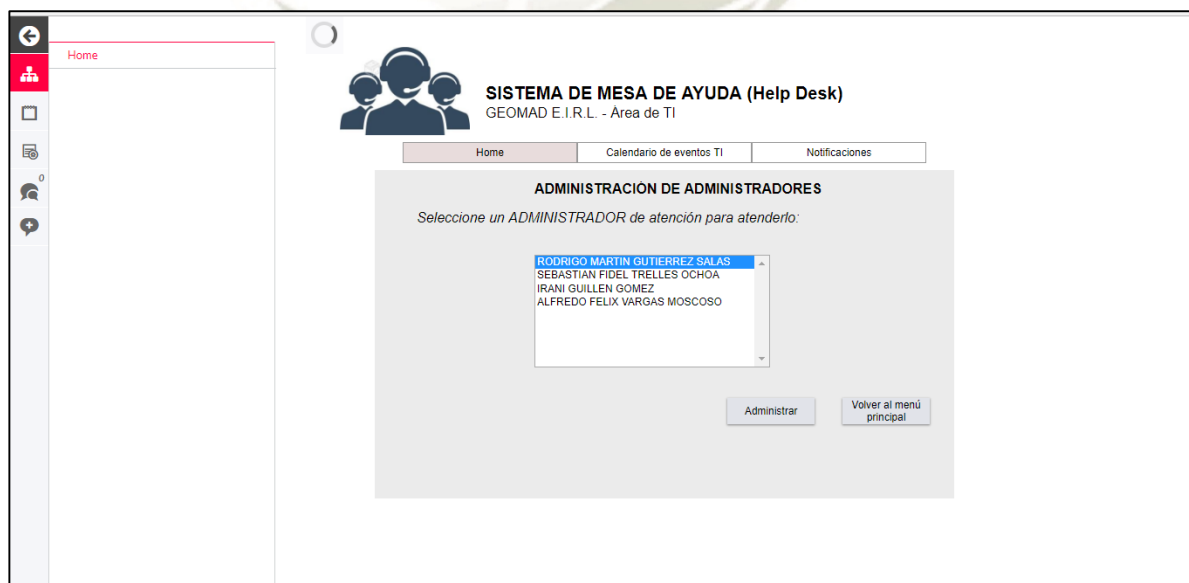 Home
0
SISTEMA DE MESA DE AYUDA (Help Desk)
GEOMAD E.I.R.L. - Área de TI
Home
Calendario de eventos TI
Notificaciones
ADMINISTRACIÓN DE ADMINISTRADORES
Seleccione un ADMINISTRADOR de atención para atenderlo:
RODRIGO MARTIN GUTIERREZ SALAS
SEBASTIAN FIDEL TRELLES OCHOA
IRANI GUILLEN GOMEZ
ALFREDO FELIX VARGAS MOSCOSO
Administrar
Volver al menú
principal